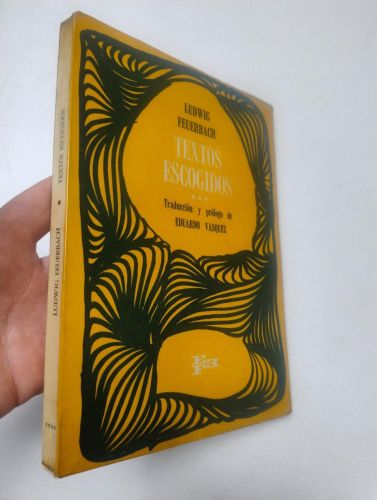 LUDWIG
FEUERBACH
TEXTOS
ESCOGIDOS
Traducción y prólogo de
EDUARDO VASQUEZ
LUDWIG FEUERBACH • TEXTOS ESCOGIDOS